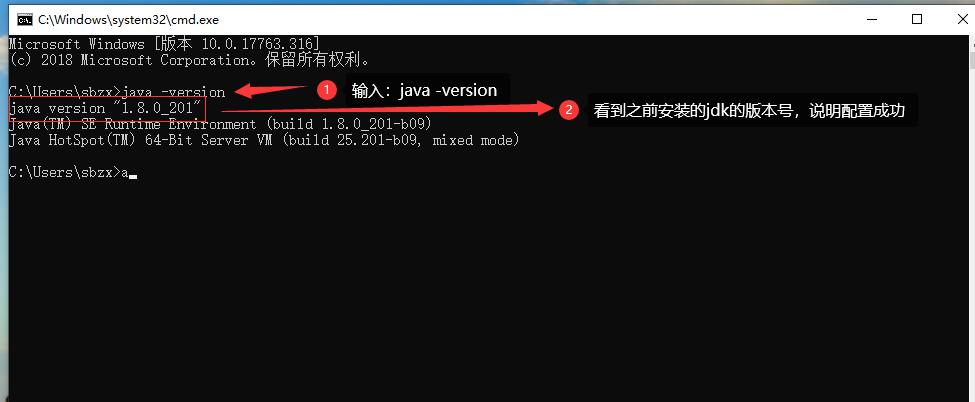 C:\Windows\system32\cmd.exe
Microsoft Windows [版本 10.0.17763.316]
(c) 2018 Microsoft Corporation。保留所有权利。
C:\Users\sbzx>java -version
1 输入：java -version
java version "1.8.0_201"
2 看到之前安装的jdk的版本号，说明配置成功
Java(TM) SE Runtime Environment (build 1.8.0_201-b09)
Java HotSpot(TM) 64-Bit Server VM (build 25.201-b09, mixed mode)
C:\Users\sbzx>a